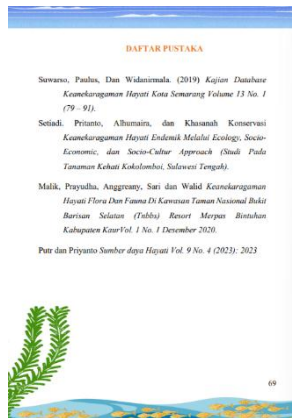 DAFTAR PUSTAKA
Suwarso, Paulus, Dan Widanirmala. (2019) Kajian Database
Keanekaragaman Hayati Kota Semarang Volume 13 No. 1
(79 – 91).
Setiadi. Pritanto, Alhumaira, dan Khasanah Konservasi
Keanekaragaman Hayati Endemik Melalui Ecology, Socio-
Economic, dan Socio-Cultur Approach (Studi Pada
Tanaman Kehati Kokolomboi, Sulawesi Tengah).
Malik, Prayudha, Anggreany, Sari dan Walid Keanekaragaman
Hayati Flora Dan Fauna Di Kawasan Taman Nasional Bukit
Barisan Selatan (Tnbbs) Resort Merpas Bintuhan
Kabupaten KaurVol. 1 No. 1 Desember 2020.
Putr dan Priyanto Sumber daya Hayati Vol. 9 No. 4 (2023): 2023
69